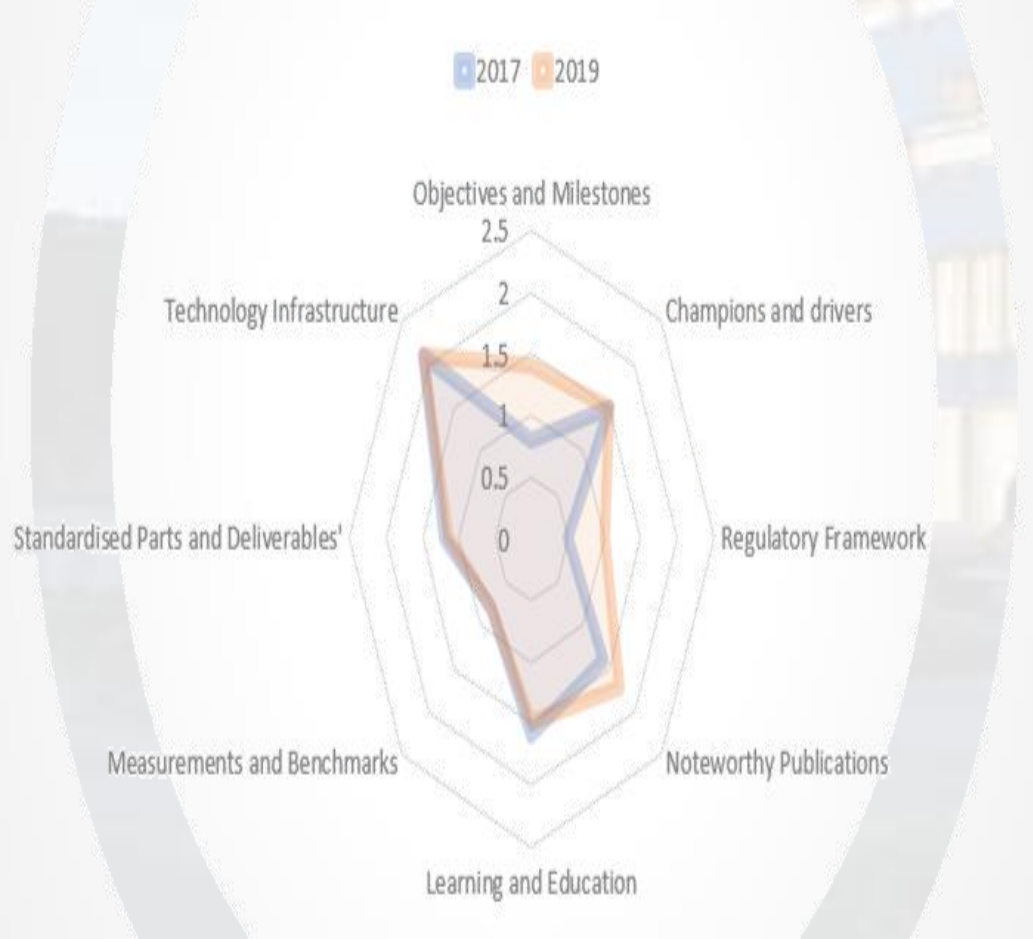 2017 2019
Objectives and Milestones
2.5
2
1.5
1
0.5
0
Technology Infrastructure
Champions and drivers
Standardised Parts and Deliverables'
Regulatory Framework
Measurements and Benchmarks
Noteworthy Publications
Learning and Education